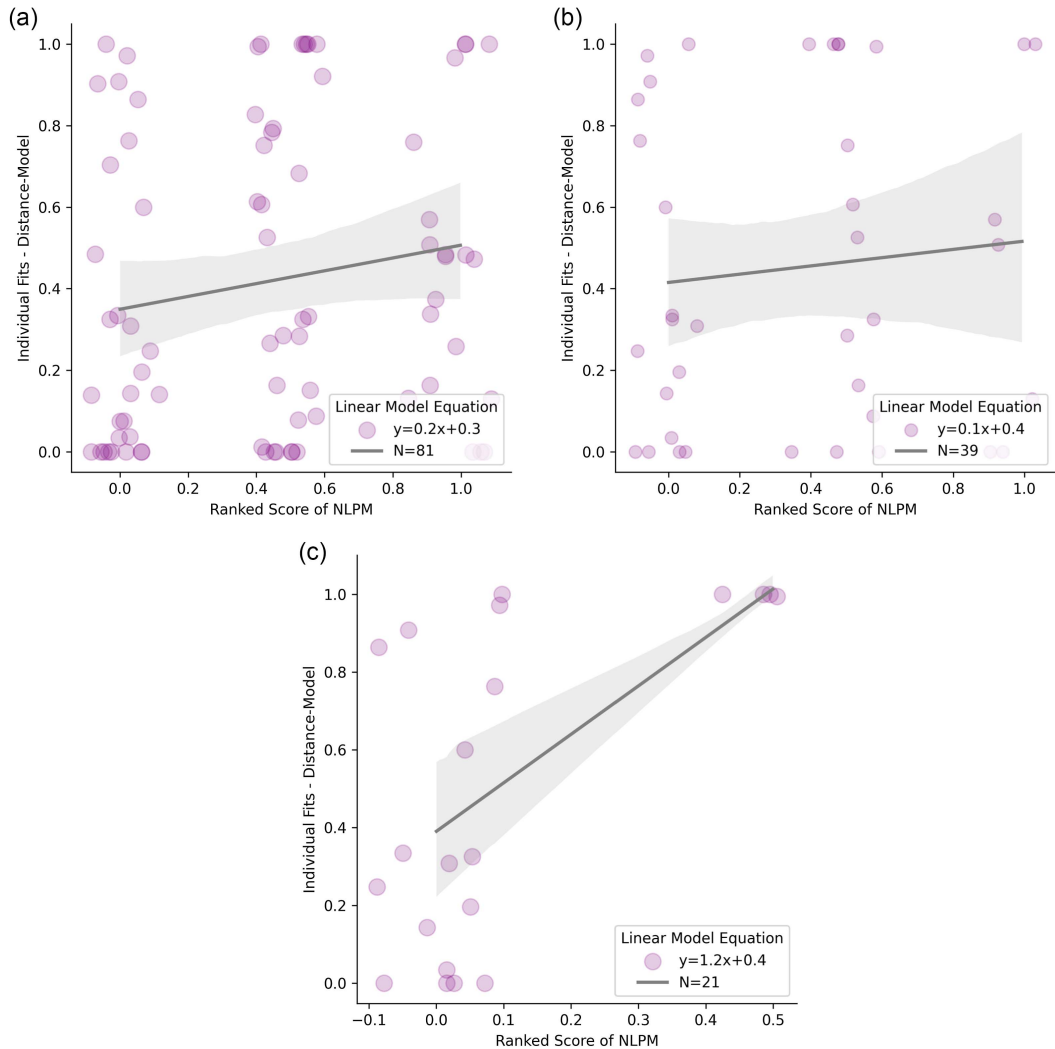 (a)
1.0
0.8
0.6
0.4
0.2
0.0
Individual Fits - Distance-Model
Linear Model Equation
y=0.2x+0.3
N=81
0.0 0.2 0.4 0.6 0.8 1.0
Ranked Score of NLPM
(b)
1.0
0.8
0.6
0.4
0.2
0.0
Individual Fits - Distance-Model
Linear Model Equation
y=0.1x+0.4
N=39
0.0 0.2 0.4 0.6 0.8 1.0
Ranked Score of NLPM
(c)
1.0
0.8
0.6
0.4
0.2
0.0
Individual Fits - Distance-Model
Linear Model Equation
y=1.2x+0.4
N=21
−0.1 0.0 0.1 0.2 0.3 0.4 0.5
Ranked Score of NLPM